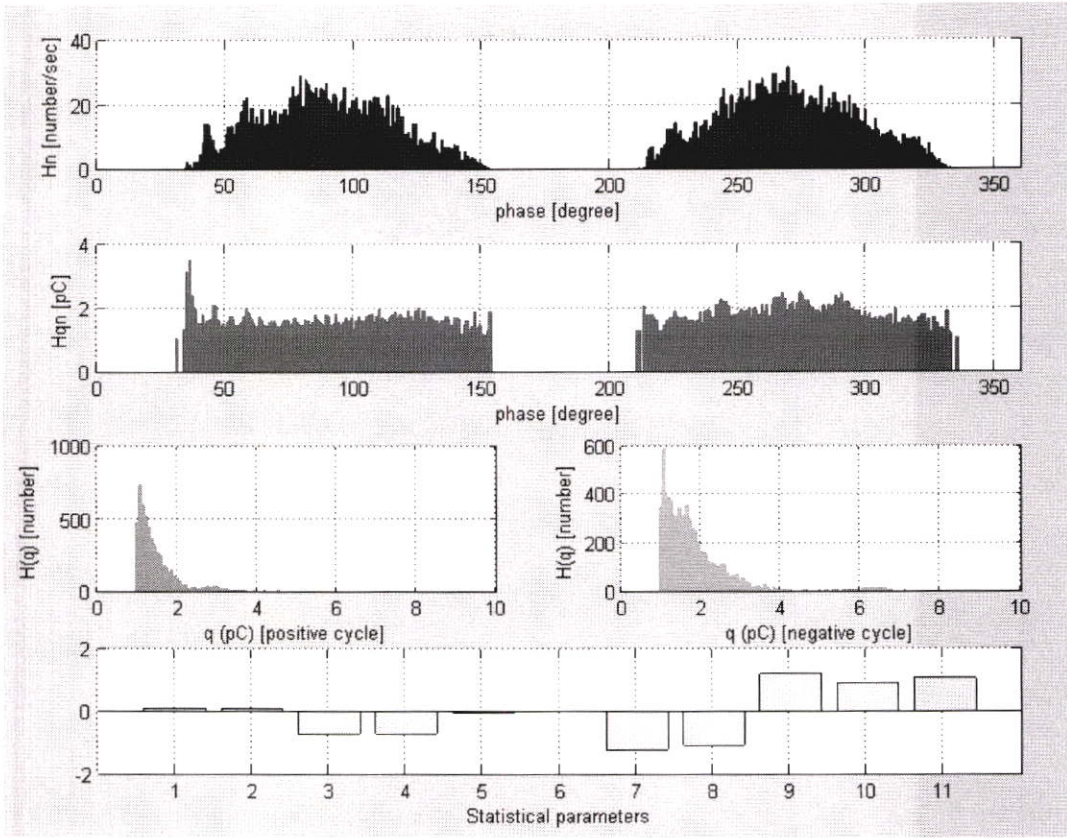 40
20
0
Hn [number/sec]
0 50 100 150 200 250 300 350
phase [degree]
4
2
0
Hqn [pC]
0 50 100 150 200 250 300 350
phase [degree]
1000
500
0
H(q) [number]
0 2 4 6 8 10
q (pC) [positive cycle]
600
400
200
0
H(q) [number]
0 2 4 6 8 10
q (pC) [negative cycle]
2
0
-2
1 2 3 4 5 6 7 8 9 10 11
Statistical parameters